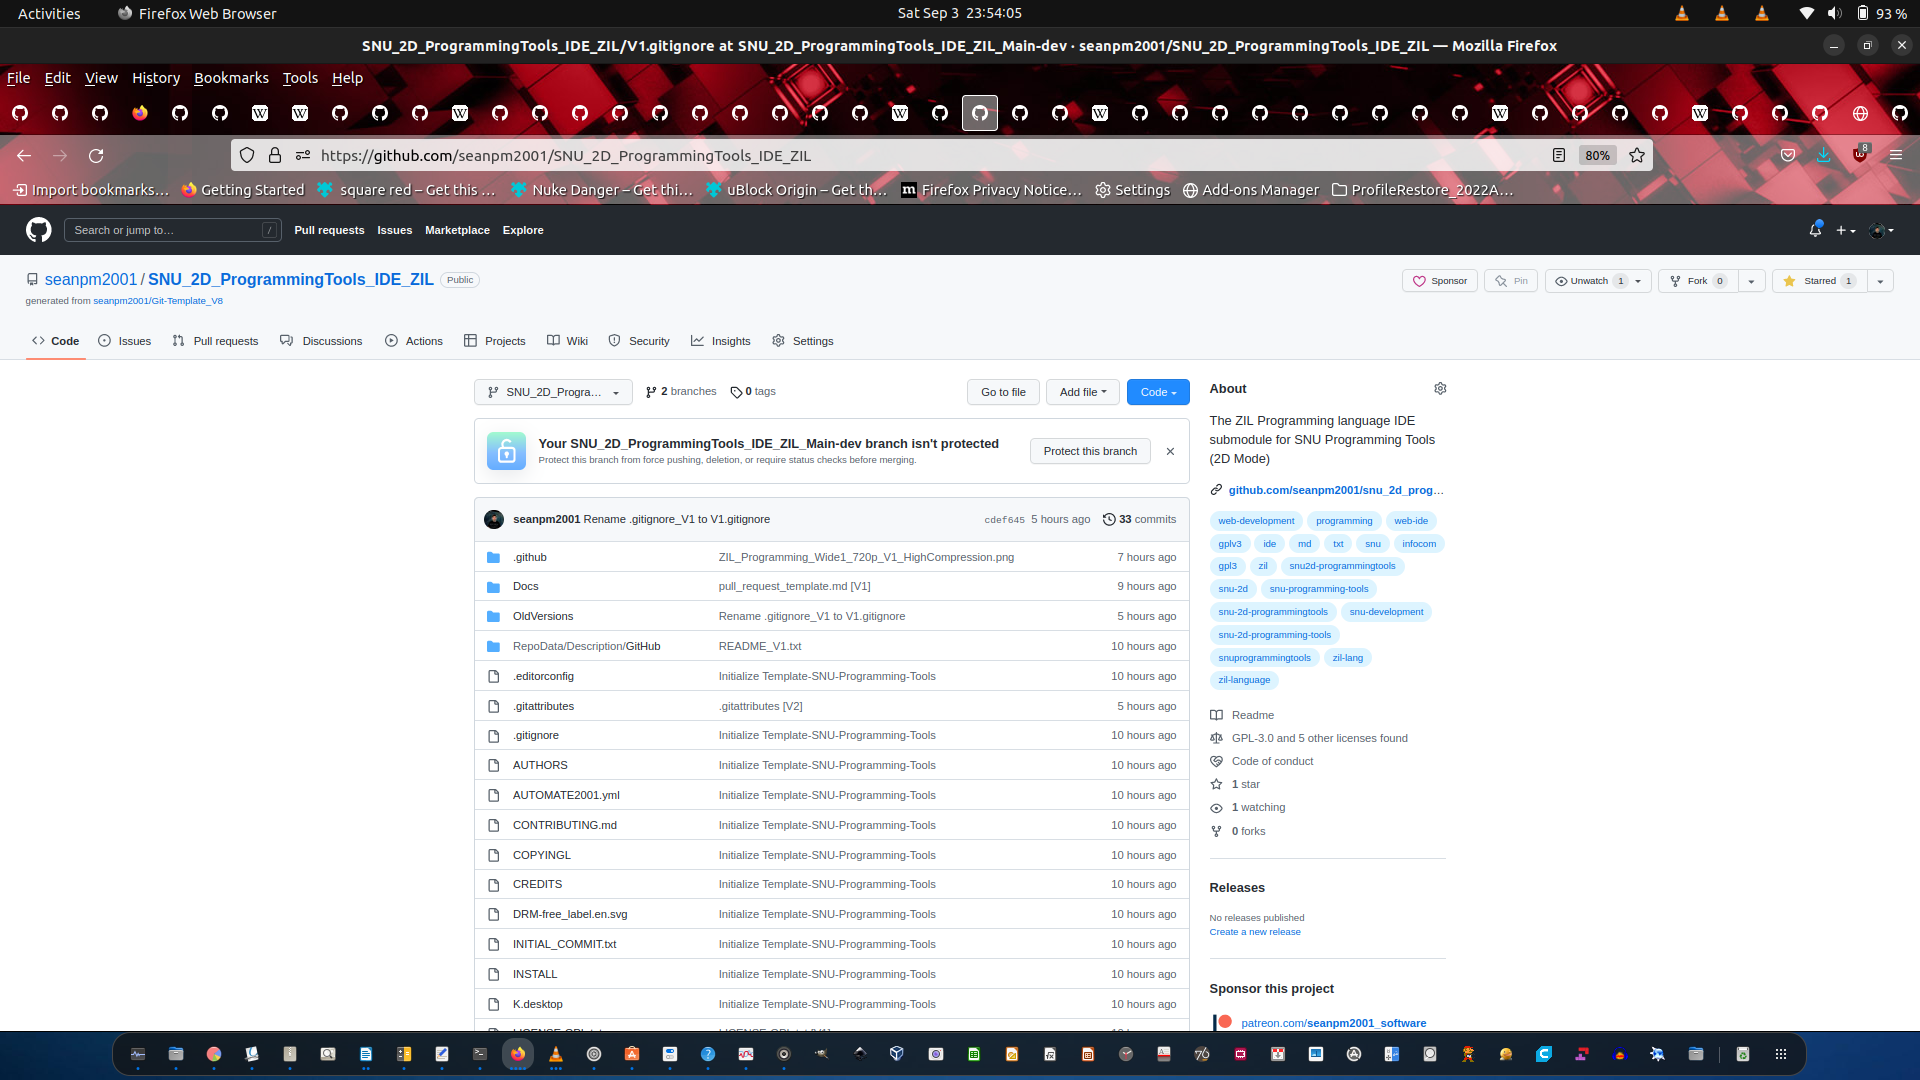 Activities
Firefox Web Browser
Sat Sep 3 23:54:05
93 %
SNU_2D_ProgrammingTools_IDE_ZIL/V1.gitignore at SNU_2D_ProgrammingTools_IDE_ZIL_Main-dev · seanpm2001/SNU_2D_ProgrammingTools_IDE_ZIL — Mozilla Firefox
File Edit View History Bookmarks Tools Help
https://github.com/seanpm2001/SNU_2D_ProgrammingTools_IDE_ZIL
80%
8
Import bookmarks… Getting Started square red – Get this … Nuke Danger – Get thi… uBlock Origin – Get th… Firefox Privacy Notice… Settings Add-ons Manager ProfileRestore_2022A…
Search or jump to… /
Pull requests Issues Marketplace Explore
seanpm2001 / SNU_2D_ProgrammingTools_IDE_ZIL Public
generated from seanpm2001/Git-Template_V8
Sponsor Pin Unwatch 1 Fork 0 Starred 1
Code Issues Pull requests Discussions Actions Projects Wiki Security Insights Settings
SNU_2D_Progra… 2 branches 0 tags
Go to file Add file Code
Your SNU_2D_ProgrammingTools_IDE_ZIL_Main-dev branch isn't protected
Protect this branch from force pushing, deletion, or require status checks before merging.
Protect this branch
seanpm2001 Rename .gitignore_V1 to V1.gitignore cdef645 5 hours ago 33 commits
.github ZIL_Programming_Wide1_720p_V1_HighCompression.png 7 hours ago
Docs pull_request_template.md [V1] 9 hours ago
OldVersions Rename .gitignore_V1 to V1.gitignore 5 hours ago
RepoData/Description/GitHub README_V1.txt 10 hours ago
.editorconfig Initialize Template-SNU-Programming-Tools 10 hours ago
.gitattributes .gitattributes [V2] 5 hours ago
.gitignore Initialize Template-SNU-Programming-Tools 10 hours ago
AUTHORS Initialize Template-SNU-Programming-Tools 10 hours ago
AUTOMATE2001.yml Initialize Template-SNU-Programming-Tools 10 hours ago
CONTRIBUTING.md Initialize Template-SNU-Programming-Tools 10 hours ago
COPYINGL Initialize Template-SNU-Programming-Tools 10 hours ago
CREDITS Initialize Template-SNU-Programming-Tools 10 hours ago
DRM-free_label.en.svg Initialize Template-SNU-Programming-Tools 10 hours ago
INITIAL_COMMIT.txt Initialize Template-SNU-Programming-Tools 10 hours ago
INSTALL Initialize Template-SNU-Programming-Tools 10 hours ago
K.desktop Initialize Template-SNU-Programming-Tools 10 hours ago
About
The ZIL Programming language IDE
submodule for SNU Programming Tools
(2D Mode)
github.com/seanpm2001/snu_2d_prog…
web-development programming web-ide
gplv3 ide md txt snu infocom
gpl3 zil snu2d-programmingtools
snu-2d snu-programming-tools
snu-2d-programmingtools snu-development
snu-2d-programming-tools
snuprogrammingtools zil-lang
zil-language
Readme
GPL-3.0 and 5 other licenses found
Code of conduct
1 star
1 watching
0 forks
Releases
No releases published
Create a new release
Sponsor this project
patreon.com/seanpm2001_software